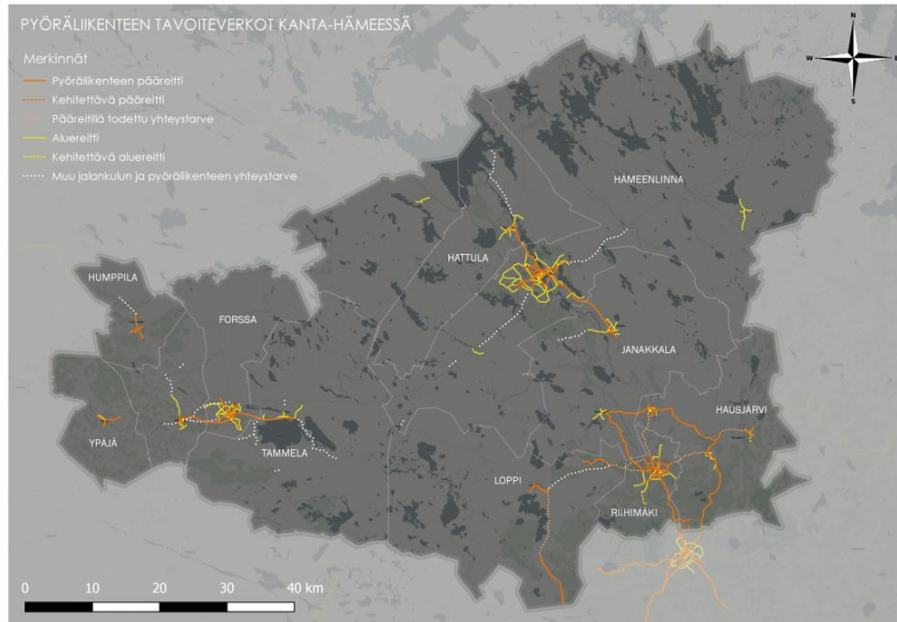 PYÖRÄLIIKENTEEN TAVOITEVERKOT KANTA-HÄMEESSÄ
Merkinnät
Pyöräliikenteen pääreitti
Kehitettävä pääreitti
Pääreitillä todettu yhteystarve
Aluereitti
Kehitettävä aluereitti
Muu jalankulun ja pyöräliikenteen yhteystarve
N
W
E
S
HÄMEENLINNA
HATTULA
HUMPPILA
FORSSA
JANAKKALA
HAUSJÄRVI
YPÄJÄ
TAMMELA
LOPPI
RIIHIMÄKI
0 10 20 30 40 km